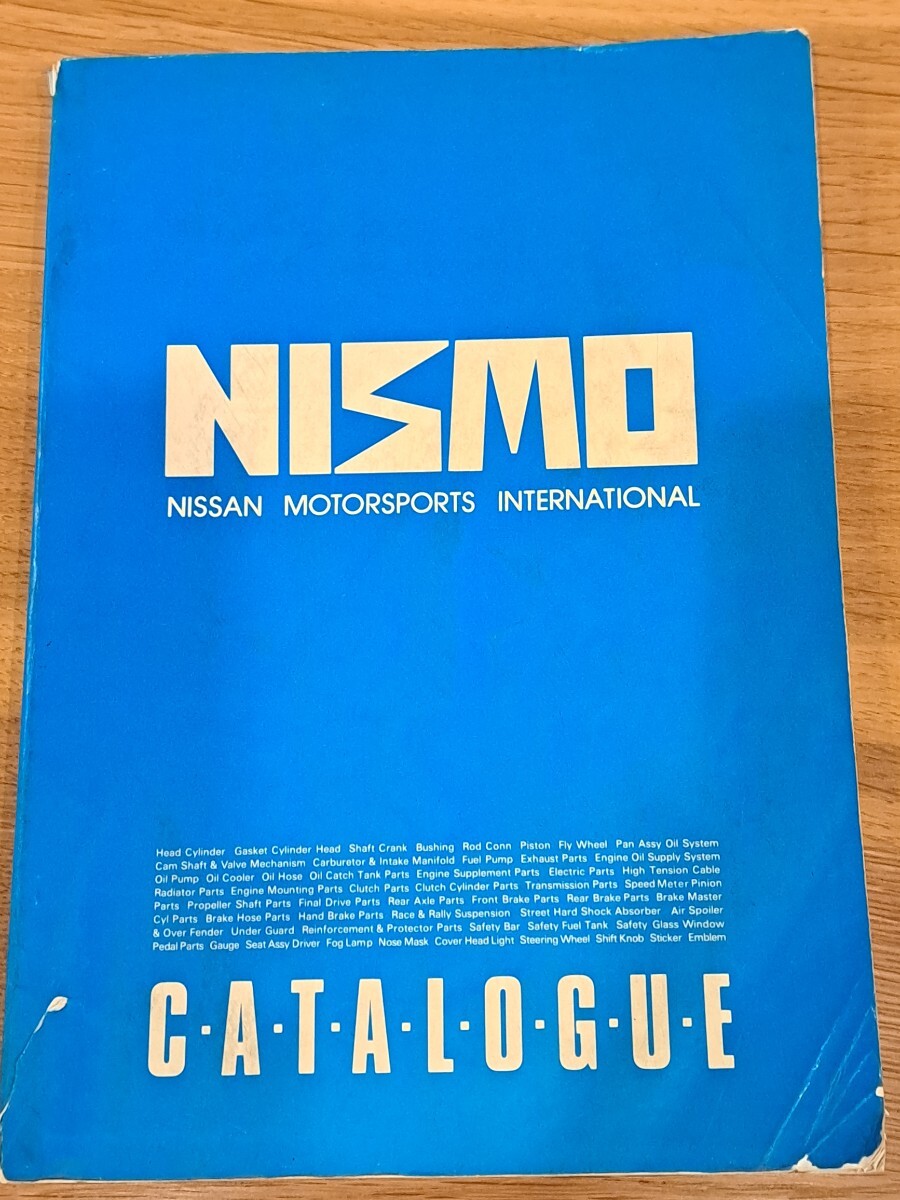 NISMO
NISSAN MOTORSPORTS INTERNATIONAL
Head Cylinder Gasket Cylinder Head Shaft Crank Bushing Rod Conn Piston Fly Wheel Pan Assy Oil System
Cam Shaft & Valve Mechanism Carburetor & Intake Manifold Fuel Pump Exhaust Parts Engine Oil Supply System
Oil Pump Oil Cooler Oil Hose Oil Catch Tank Parts Engine Supplement Parts Electric Parts High Tension Cable
Radiator Parts Engine Mounting Parts Clutch Parts Clutch Cylinder Parts Transmission Parts Speed Meter Pinion
Parts Propeller Shaft Parts Final Drive Parts Rear Axle Parts Front Brake Parts Rear Brake Parts Brake Master
Cyl Parts Brake Hose Parts Hand Brake Parts Race & Rally Suspension Street Hard Shock Absorber Air Spoiler
& Over Fender Under Guard Reinforcement & Protector Parts Safety Bar Safety Fuel Tank Safety Glass Window
Pedal Parts Gauge Seat Assy Driver Fog Lamp Nose Mask Cover Head Light Steering Wheel Shift Knob Sticker Emblem
C·A·T·A·L·O·G·U·E